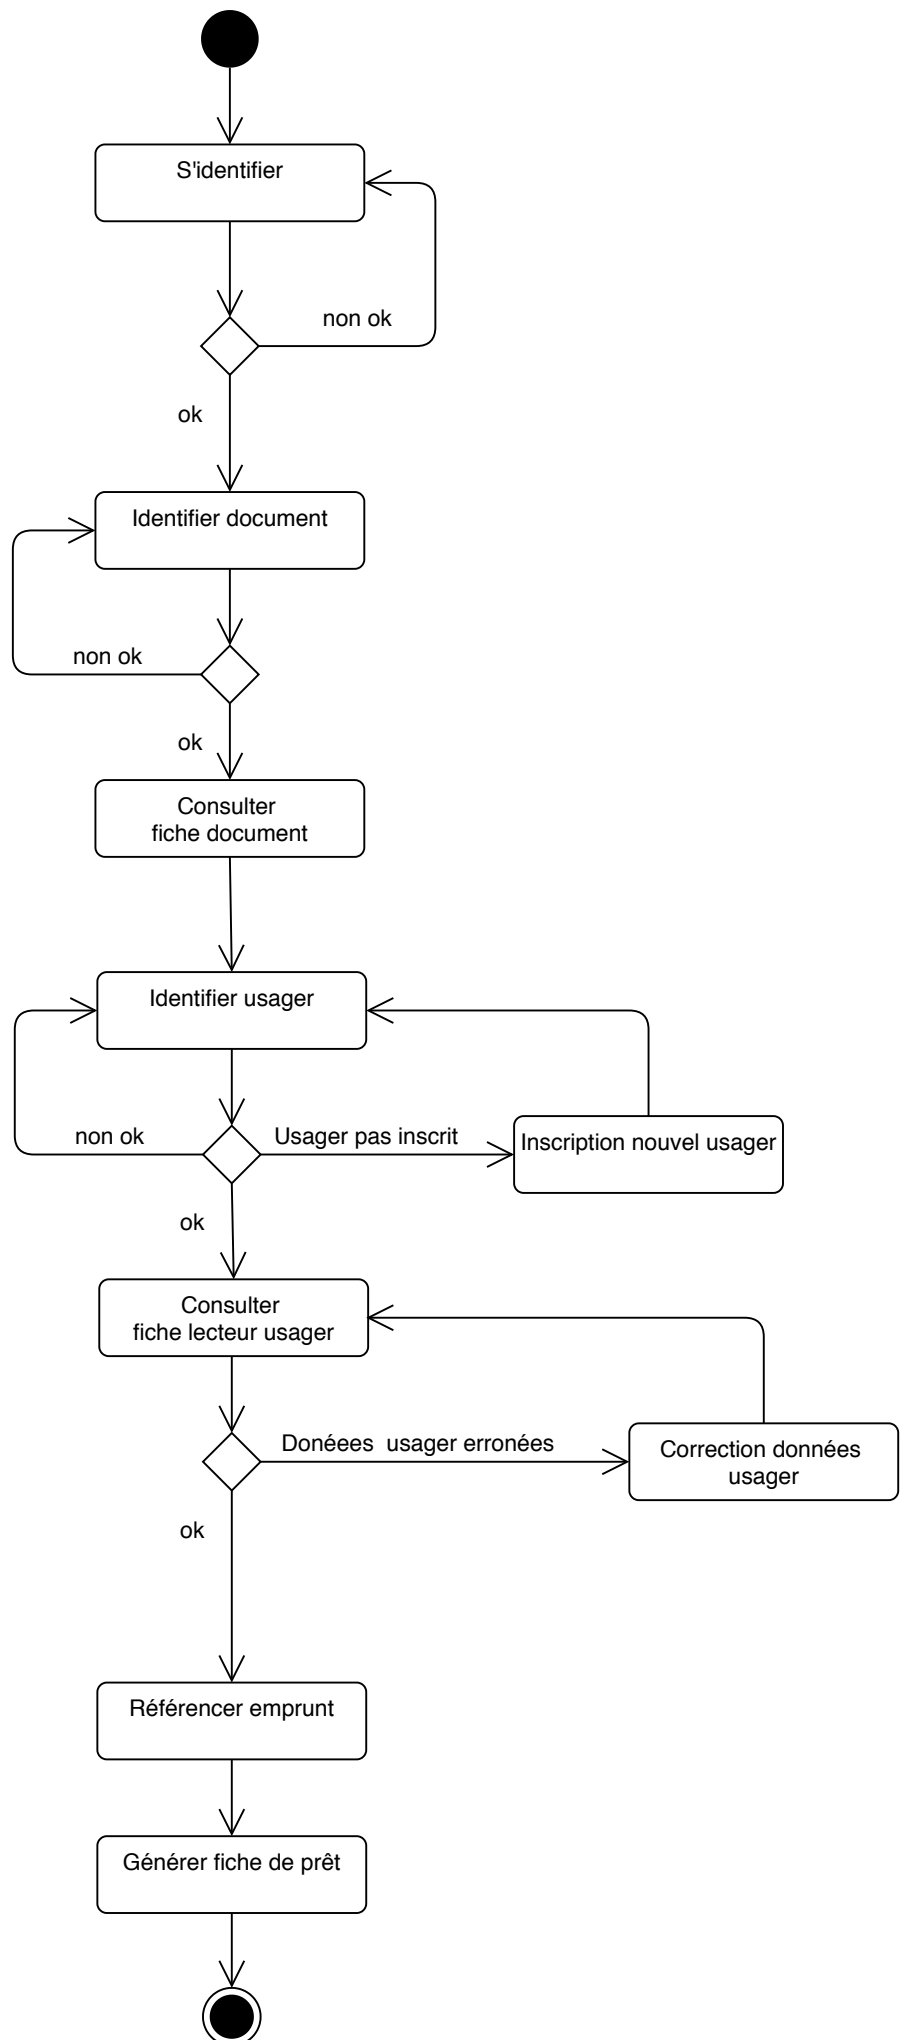 S'identifier
non ok
ok
Identifier document
non ok
ok
Consulter
fiche document
Identifier usager
non ok
Usager pas inscrit
Inscription nouvel usager
ok
Consulter
fiche lecteur usager
Donéees  usager erronées
Correction données
usager
ok
Référencer emprunt
Générer fiche de prêt